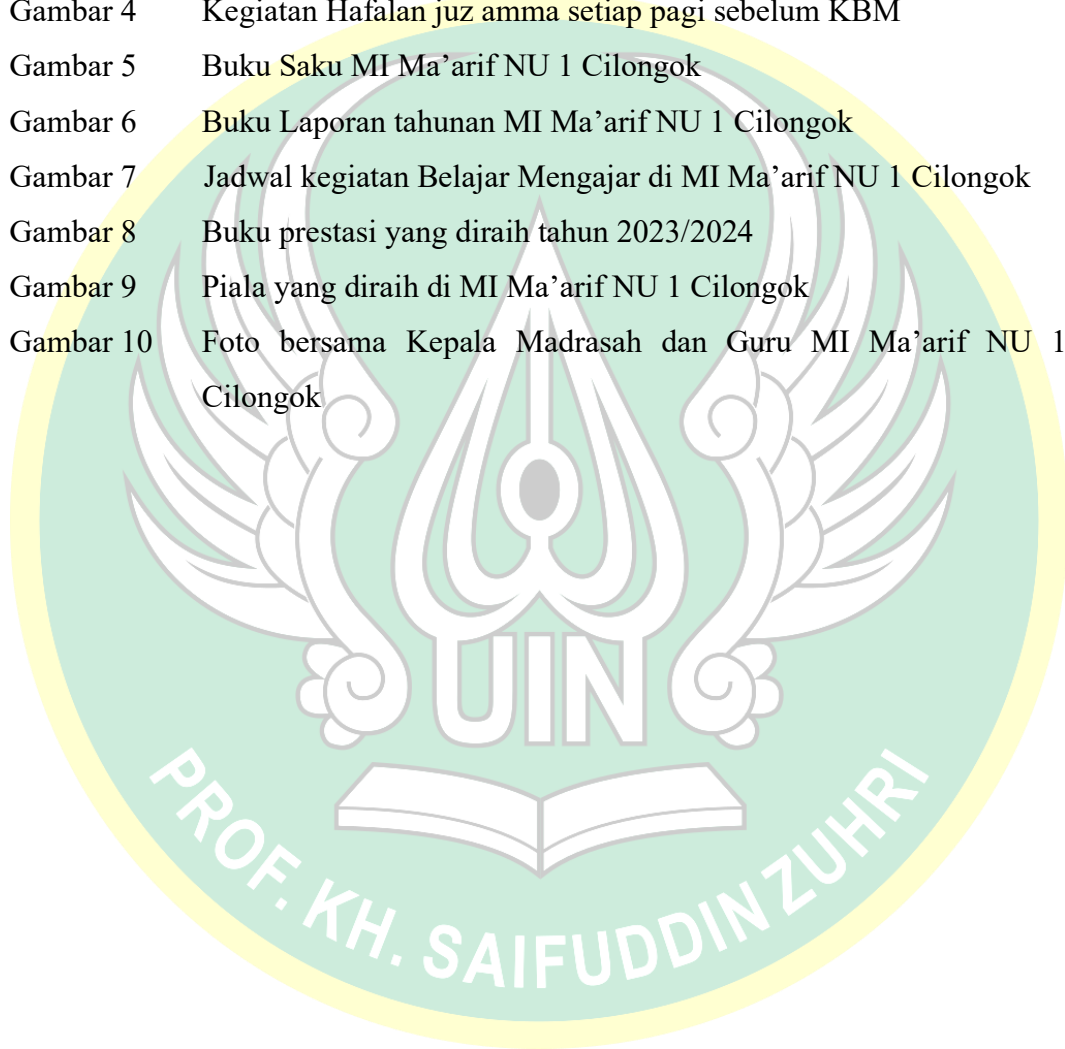 Gambar 4 Kegiatan Hafalan juz amma setiap pagi sebelum KBM
Gambar 5 Buku Saku MI Ma’arif NU 1 Cilongok
Gambar 6 Buku Laporan tahunan MI Ma’arif NU 1 Cilongok
Gambar 7 Jadwal kegiatan Belajar Mengajar di MI Ma’arif NU 1 Cilongok
Gambar 8 Buku prestasi yang diraih tahun 2023/2024
Gambar 9 Piala yang diraih di MI Ma’arif NU 1 Cilongok
Gambar 10 Foto bersama Kepala Madrasah dan Guru MI Ma’arif NU 1
Cilongok
UIN
PROF. KH. SAIFUDDIN ZUHRI